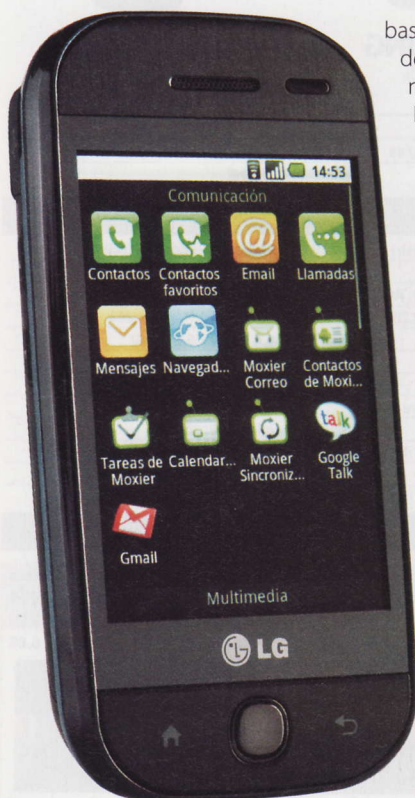 bas
de
14:53
Comunicación
Contactos Contactos favoritos Email Llamadas
Mensajes Navegad... Moxier Correo Contactos de Moxi...
talk
Tareas de Moxier Calendar... Moxier Sincroniz... Google Talk
Gmail
Multimedia
LG